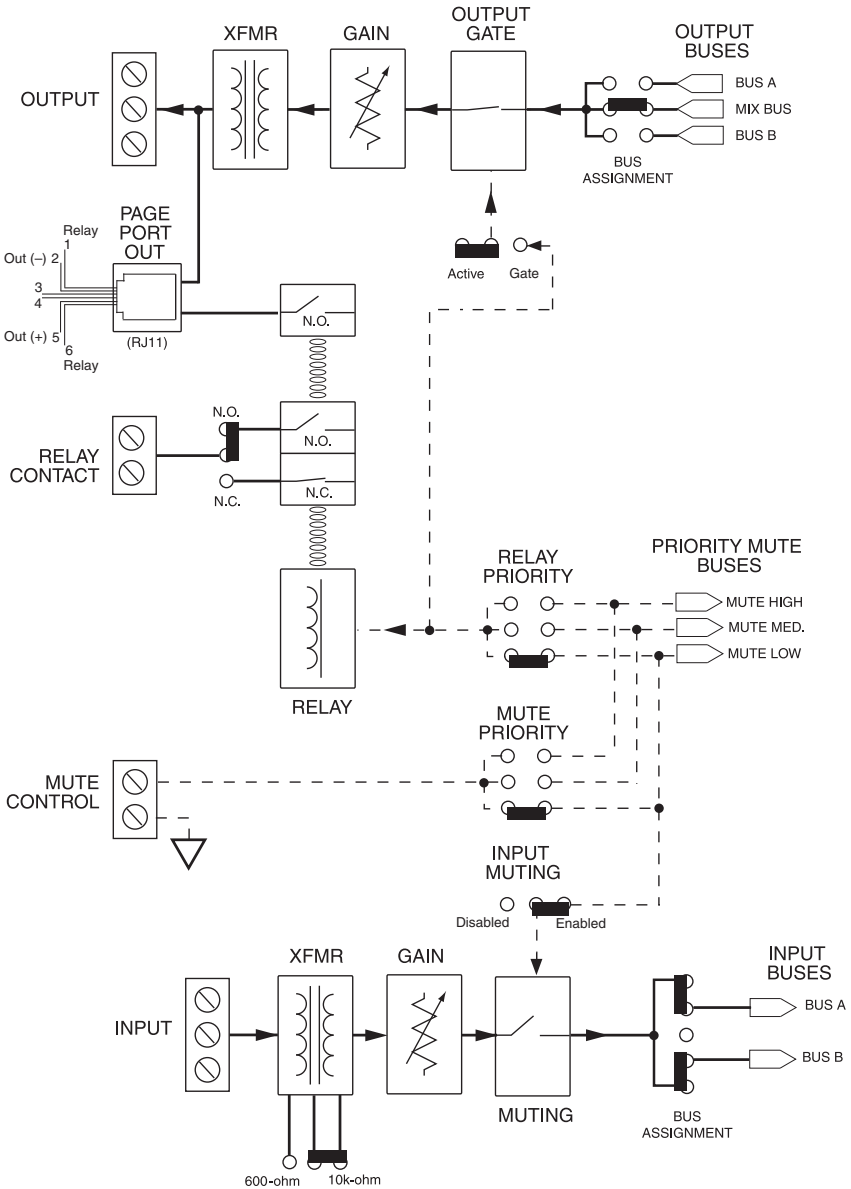 OUTPUT
XFMR
GAIN
OUTPUT
GATE
OUTPUT
BUSES
BUS A
MIX BUS
BUS B
BUS
ASSIGNMENT
Active
Gate
PAGE
PORT
OUT
(RJ11)
Relay
1
Out (–) 2
3
4
Out (+) 5
6
Relay
N.O.
RELAY
CONTACT
N.O.
N.C.
N.O.
N.C.
RELAY
RELAY
PRIORITY
PRIORITY MUTE
BUSES
MUTE HIGH
MUTE MED.
MUTE LOW
MUTE
PRIORITY
MUTE
CONTROL
INPUT
MUTING
Disabled
Enabled
INPUT
XFMR
GAIN
MUTING
INPUT
BUSES
BUS A
BUS B
BUS
ASSIGNMENT
600-ohm
10k-ohm